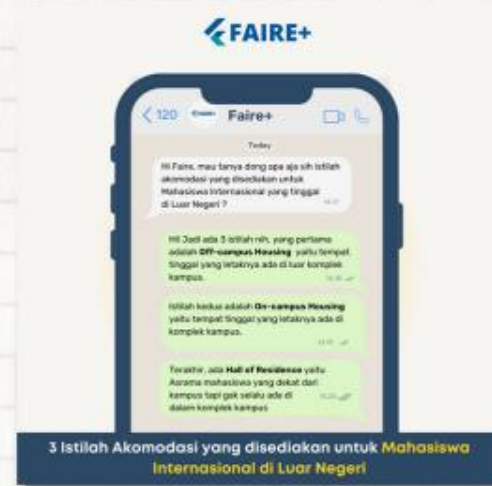 FAIRE+
120 Faire+
Today
Hi Faire, mau tanya dong apa aja sih istilah
akomodasi yang disediakan untuk
Mahasiswa Internasional yang tinggal
di Luar Negeri ?
Hi! Jadi ada 3 istilah nih, yang pertama
adalah Off-campus Housing yaitu tempat
tinggal yang letaknya ada di luar komplek
kampus.
Istilah kedua adalah On-campus Housing
yaitu tempat tinggal yang letaknya ada di
komplek kampus.
Terakhir, ada Hall of Residence yaitu
Asrama mahasiswa yang dekat dari
kampus tapi gak selalu ada di
dalam komplek kampus
3 Istilah Akomodasi yang disediakan untuk Mahasiswa
Internasional di Luar Negeri